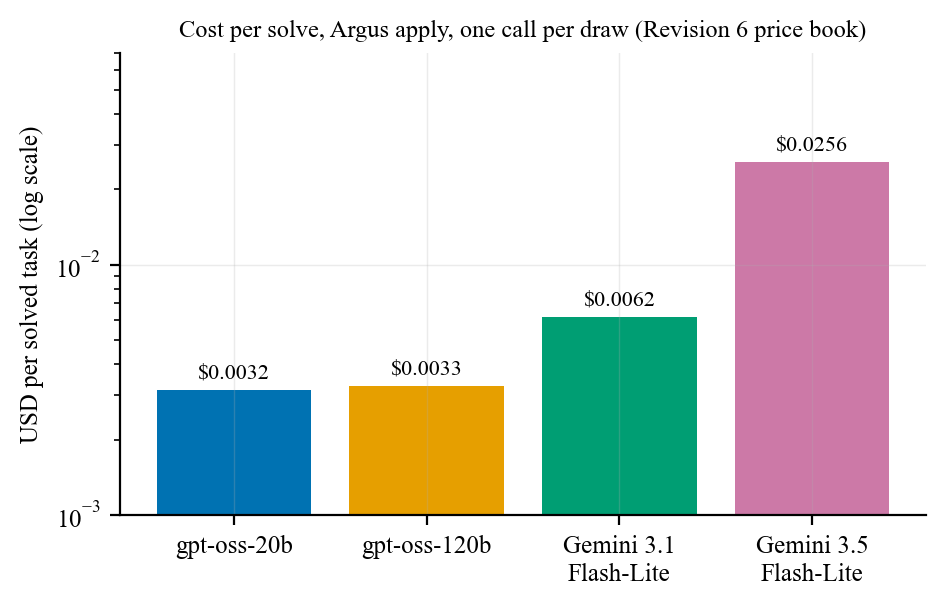 Cost per solve, Argus apply, one call per draw (Revision 6 price book)
USD per solved task (log scale)
10⁻²
10⁻³
$0.0032
$0.0033
$0.0062
$0.0256
gpt-oss-20b
gpt-oss-120b
Gemini 3.1
Flash-Lite
Gemini 3.5
Flash-Lite